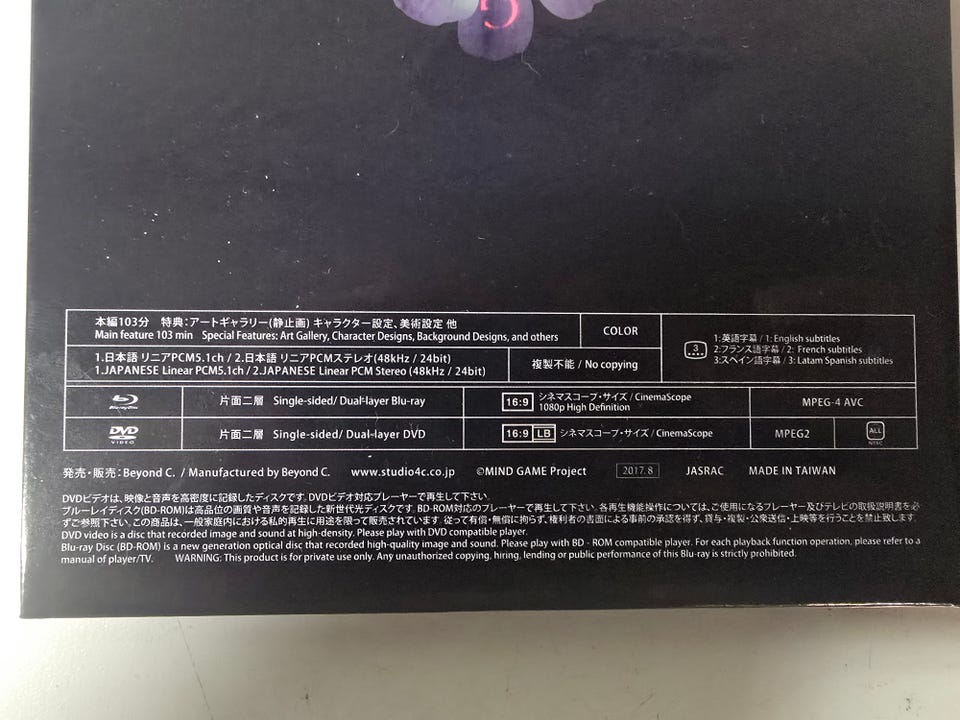 5
本編103分 特典：アートギャラリー(静止画) キャラクター設定、美術設定 他
Main feature 103 min Special Features: Art Gallery, Character Designs, Background Designs, and others
COLOR
1.日本語 リニアPCM5.1ch / 2.日本語 リニアPCMステレオ(48kHz / 24bit)
1.JAPANESE Linear PCM5.1ch / 2.JAPANESE Linear PCM Stereo (48kHz / 24bit)
複製不能 / No copying
3
1:英語字幕 / 1: English subtitles
2:フランス語字幕 / 2: French subtitles
3:スペイン語字幕 / 3: Latam Spanish subtitles
Blu-ray Disc 片面二層 Single-sided/ Dual-layer Blu-ray 16:9 シネマスコープ・サイズ / CinemaScope
1080p High Definition
MPEG-4 AVC
DVD VIDEO 片面二層 Single-sided/ Dual-layer DVD 16:9 LB シネマスコープ・サイズ / CinemaScope MPEG2 ALL NTSC
発売・販売：Beyond C. / Manufactured by Beyond C. www.studio4c.co.jp ©MIND GAME Project 2017.8 JASRAC MADE IN TAIWAN
DVDビデオは、映像と音声を高密度に記録したディスクです。DVDビデオ対応プレーヤーで再生して下さい。
ブルーレイディスク(BD-ROM)は高品位の画質や音声を記録した新世代光ディスクです。BD-ROM対応のプレーヤーで再生して下さい。各再生機能操作については、ご使用になるプレーヤー及びテレビの取扱説明書を必
ずご参照下さい。この商品は、一般家庭内における私的再生に用途を限って販売されています。従って有償・無償に拘らず、権利者の書面による事前の承認を得ず、貸与・複製・公衆送信・上映等を行うことを禁止致します。
DVD video is a disc that recorded image and sound at high-density. Please play with DVD compatible player.
Blu-ray Disc (BD-ROM) is a new generation optical disc that recorded high-quality image and sound. Please play with BD - ROM compatible player. For each playback function operation, please refer to a
manual of player/TV. WARNING: This product is for private use only. Any unauthorized copying, hiring, lending or public performance of this Blu-ray is strictly prohibited.